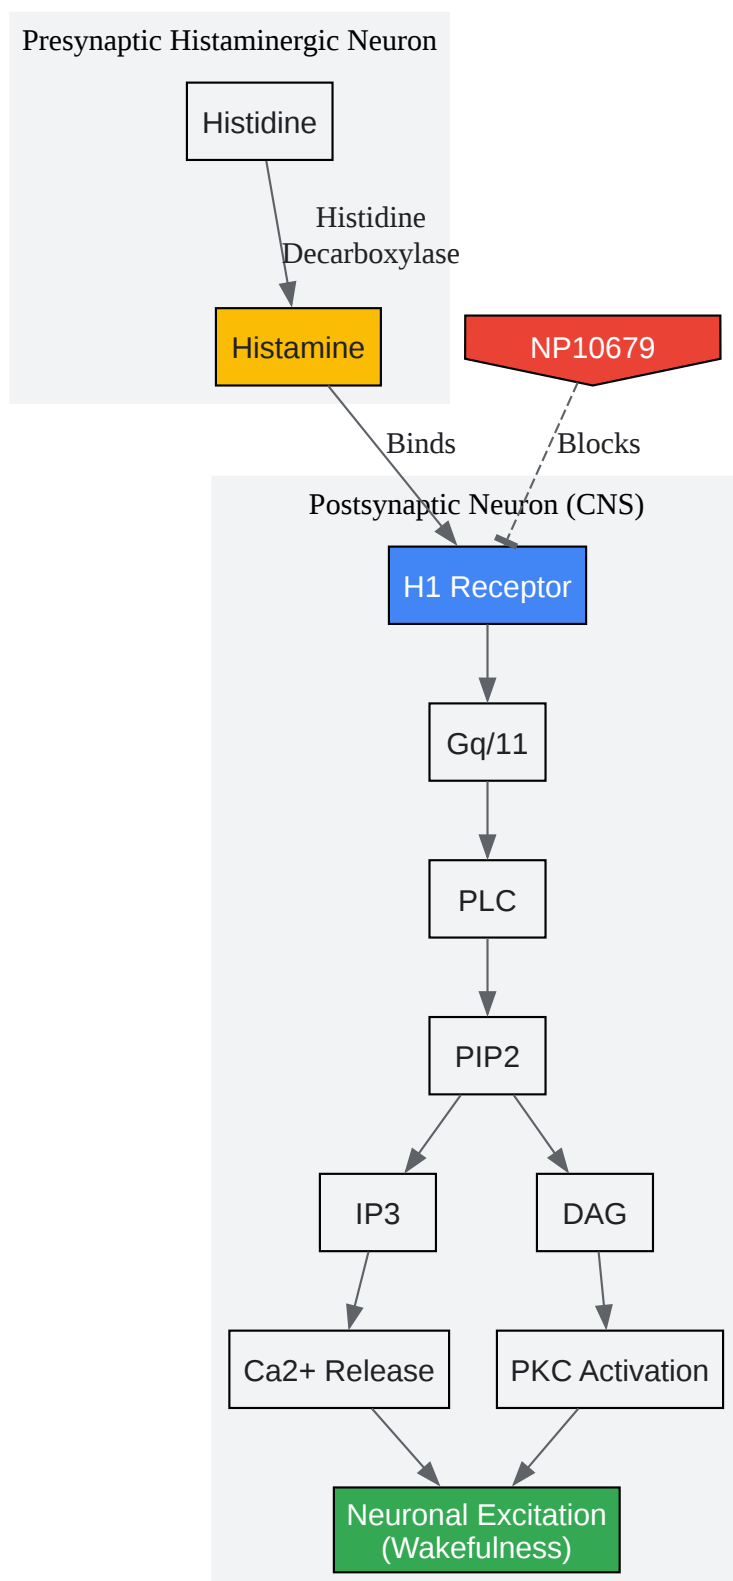 Presynaptic Histaminergic Neuron
Histidine
Histidine
Decarboxylase
Histamine
NP10679
Binds
Blocks
Postsynaptic Neuron (CNS)
H1 Receptor
Gq/11
PLC
PIP2
IP3
DAG
Ca2+ Release
PKC Activation
Neuronal Excitation
(Wakefulness)